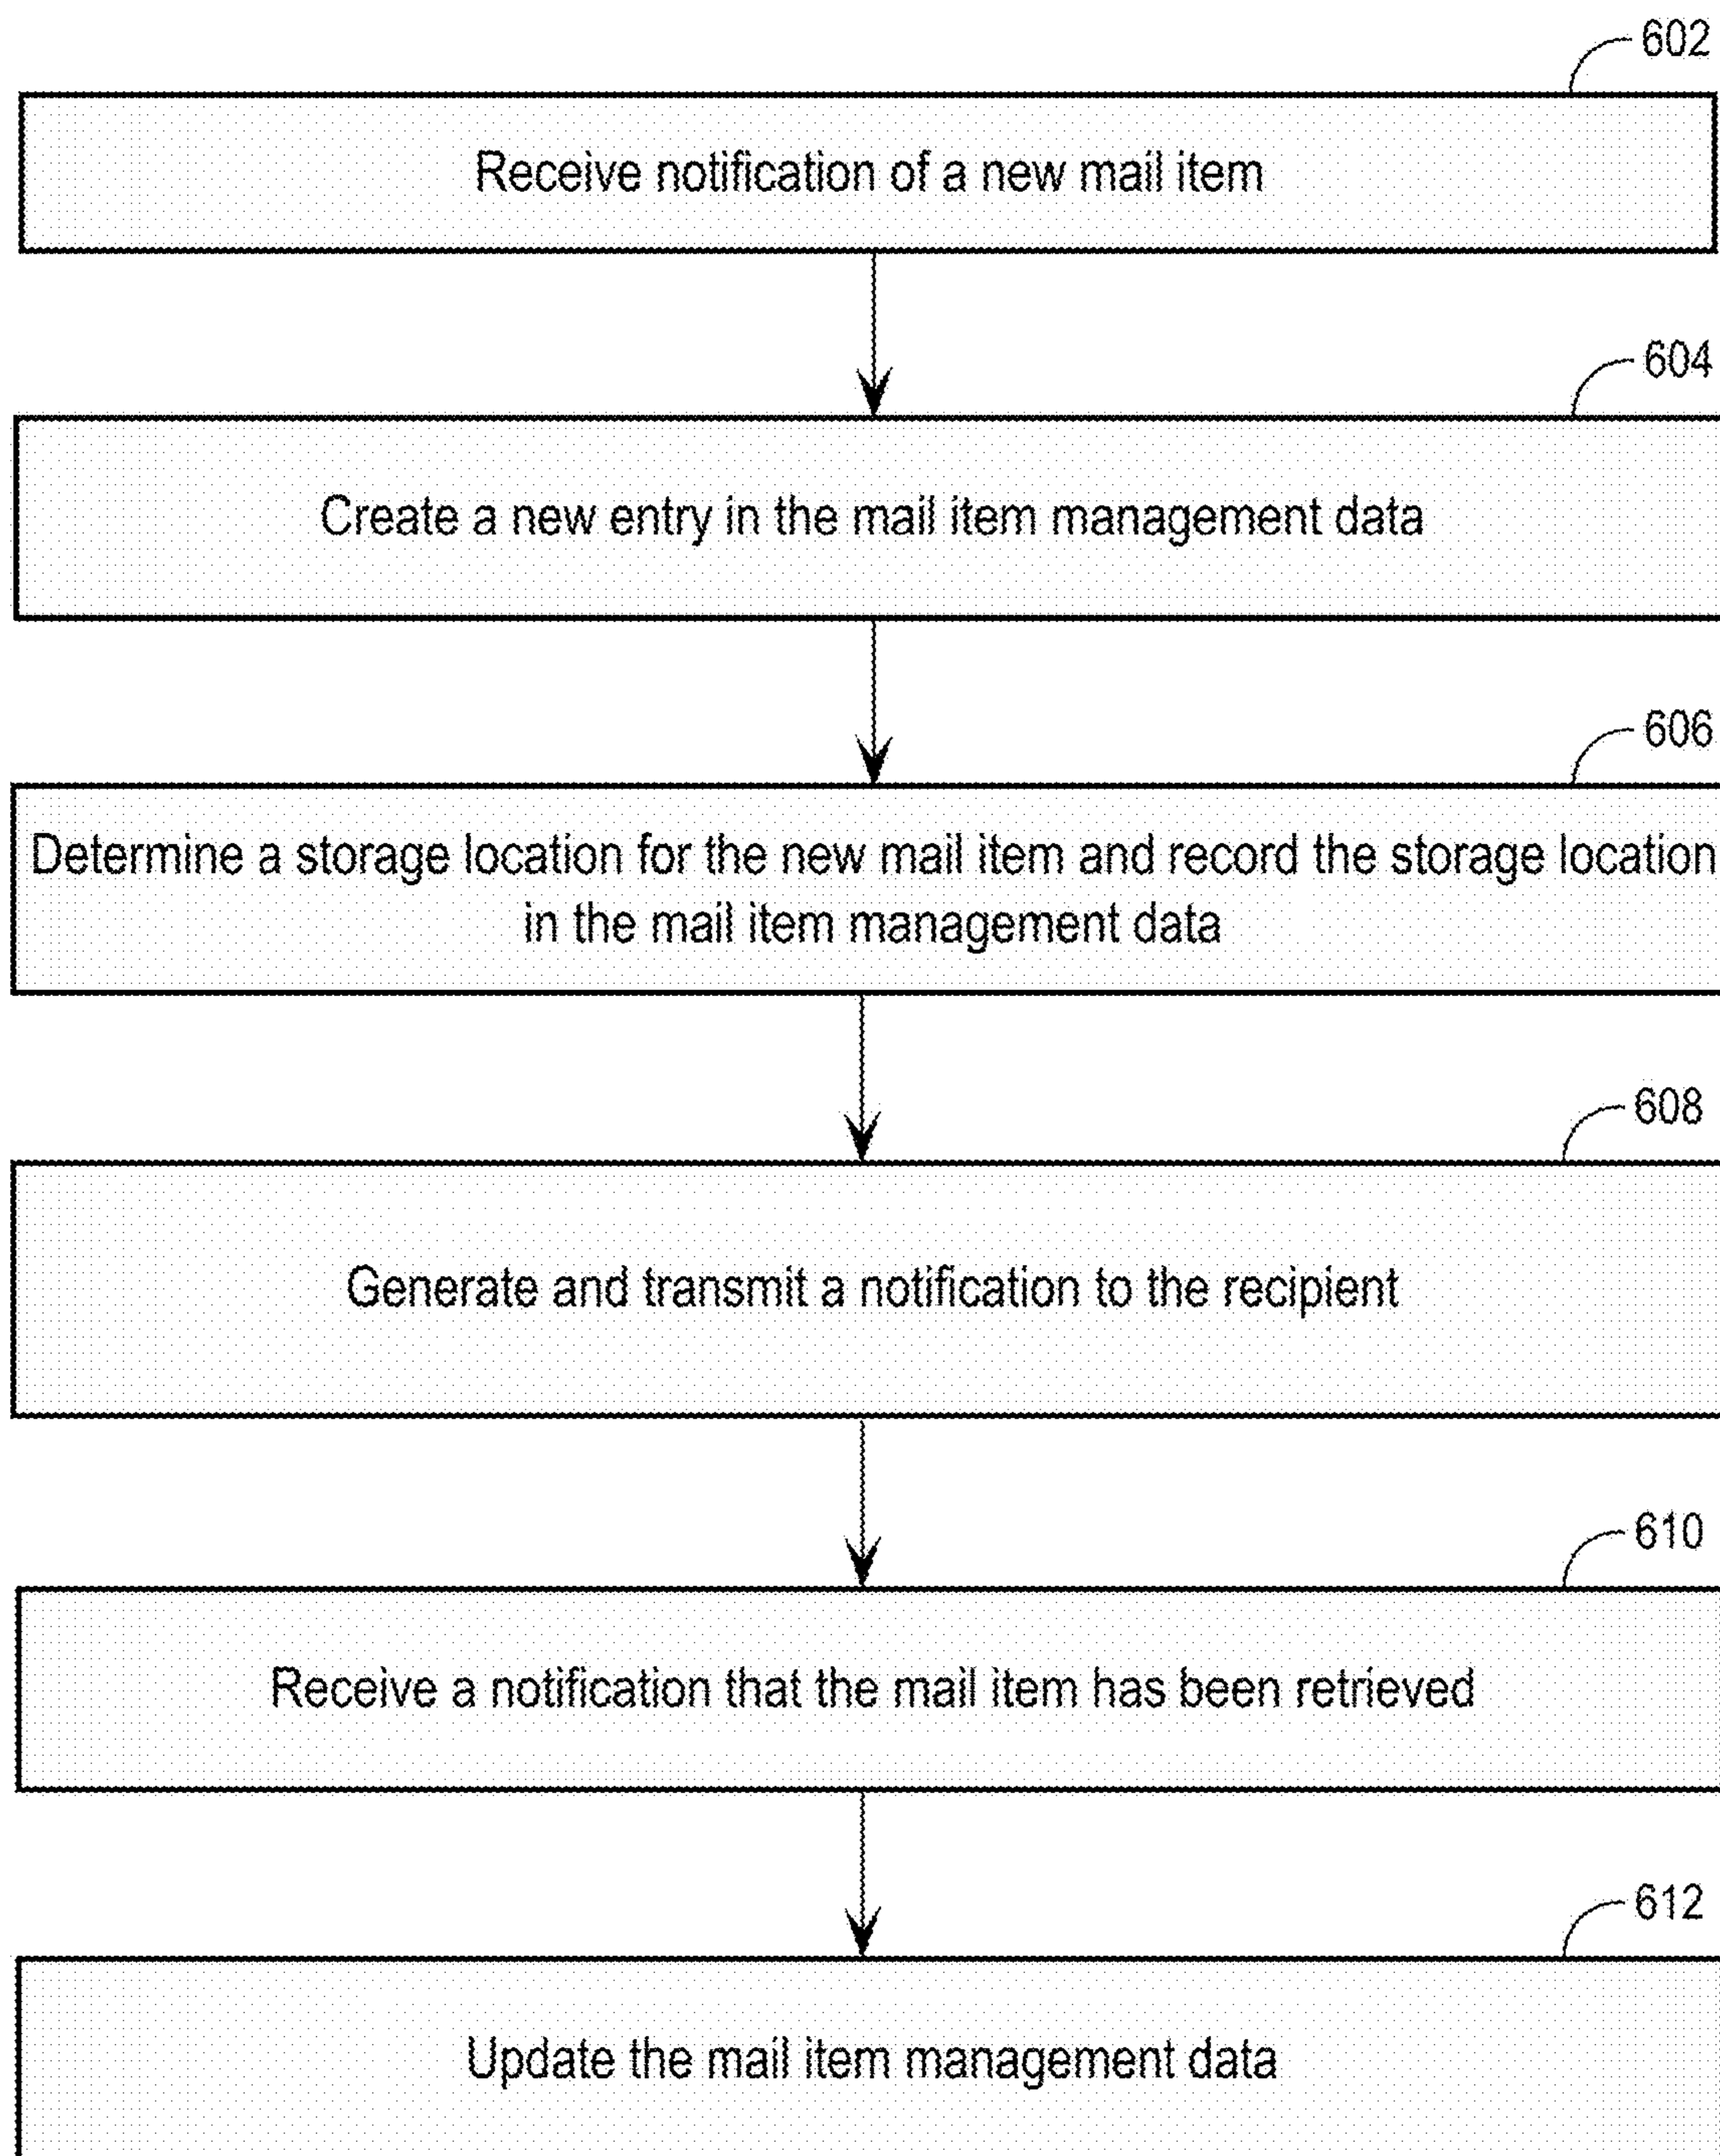 602
Receive notification of a new mail item
604
Create a new entry in the mail item management data
606
Determine a storage location for the new mail item and record the storage location
in the mail item management data
608
Generate and transmit a notification to the recipient
610
Receive a notification that the mail item has been retrieved
612
Update the mail item management data